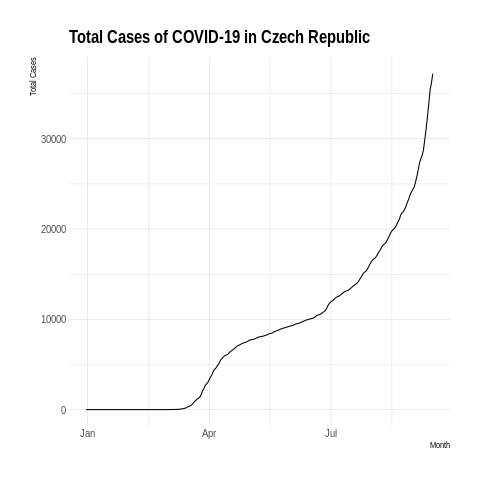 Total Cases of COVID-19 in Czech Republic
Total Cases
30000
20000
10000
0
Jan Apr Jul
Month